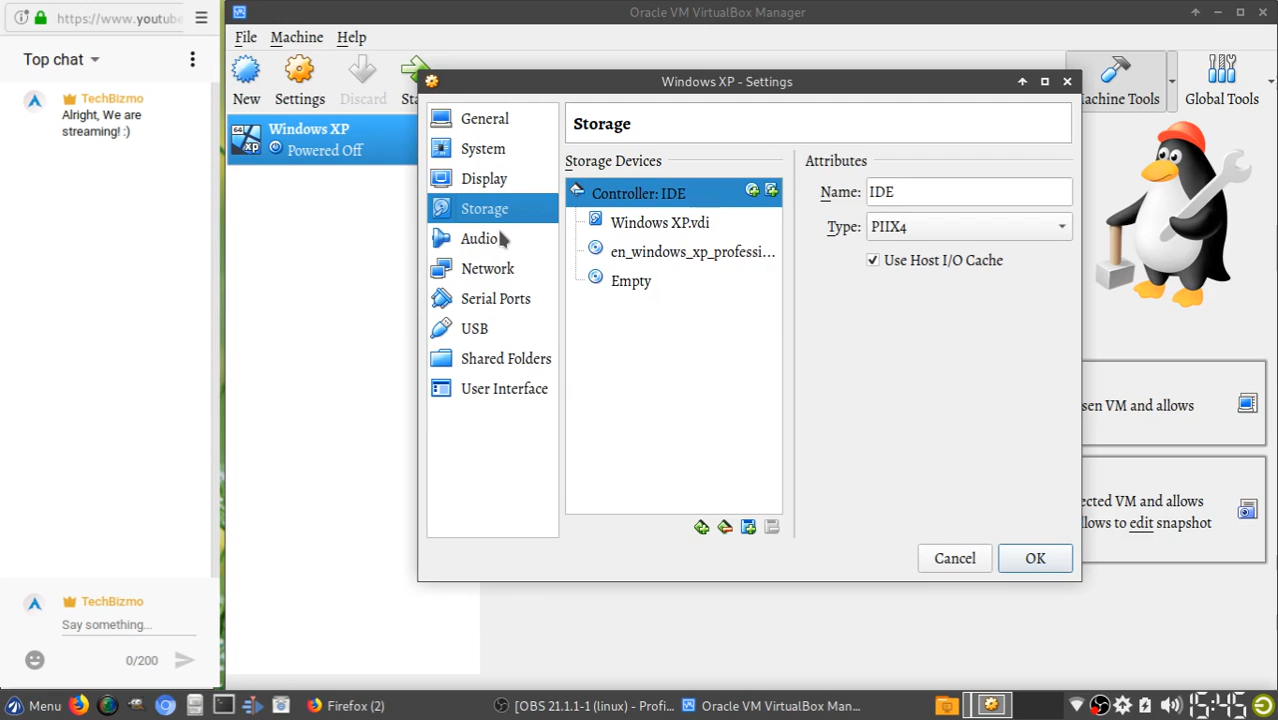 https://www.youtube
Top chat
TechBizmo
Alright, We are
streaming! :)
TechBizmo
Say something...
0/200
Oracle VM VirtualBox Manager
File Machine Help
New Settings Discard
Machine Tools Global Tools
64 xp
Windows XP
Powered Off
Windows XP - Settings
General
System
Display
Storage
Audio
Network
Serial Ports
USB
Shared Folders
User Interface
Storage
Storage Devices
Controller: IDE
Windows XP.vdi
en_windows_xp_professi...
Empty
Attributes
Name: IDE
Type: PIIX4
Use Host I/O Cache
Cancel OK
sen VM and allows
ected VM and allows
llows to edit snapshot
Menu Firefox (2) [OBS 21.1.1-1 (linux) - Profi... Oracle VM VirtualBox Man... 15:45